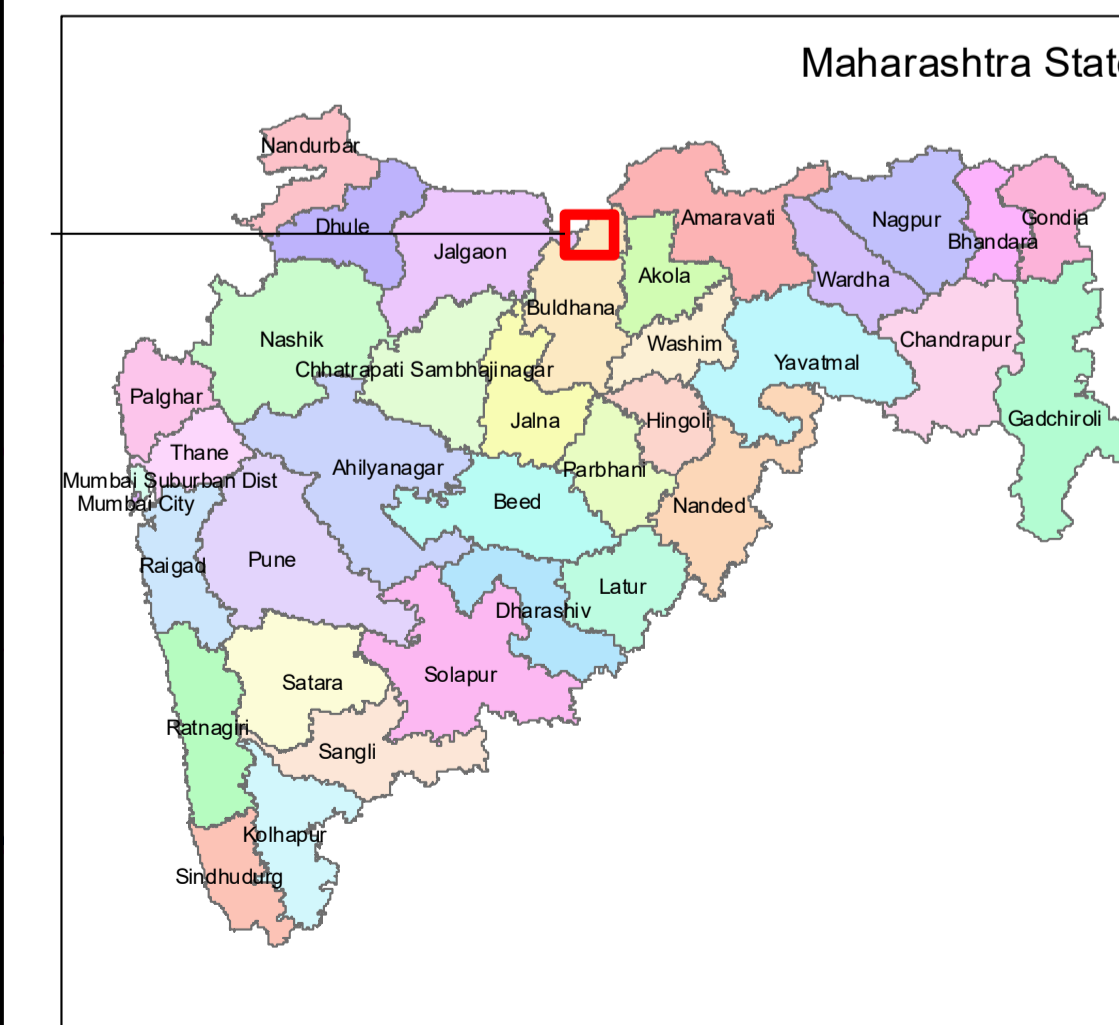 Maharashtra Stat
Nandurbar
Dhule
Jalgaon
Amaravati
Nagpur
Gondia
Bhandara
Akola
Wardha
Buldhana
Nashik
Washim
Chandrapur
Chhatrapati Sambhajinagar
Yavatmal
Palghar
Jalna
Hingoli
Gadchiroli
Thane
Ahilyanagar
Parbhani
Mumbai Suburban Dist
Mumbai City
Beed
Nanded
Raigad
Pune
Latur
Dharashiv
Satara
Solapur
Ratnagiri
Sangli
Kolhapur
Sindhudurg